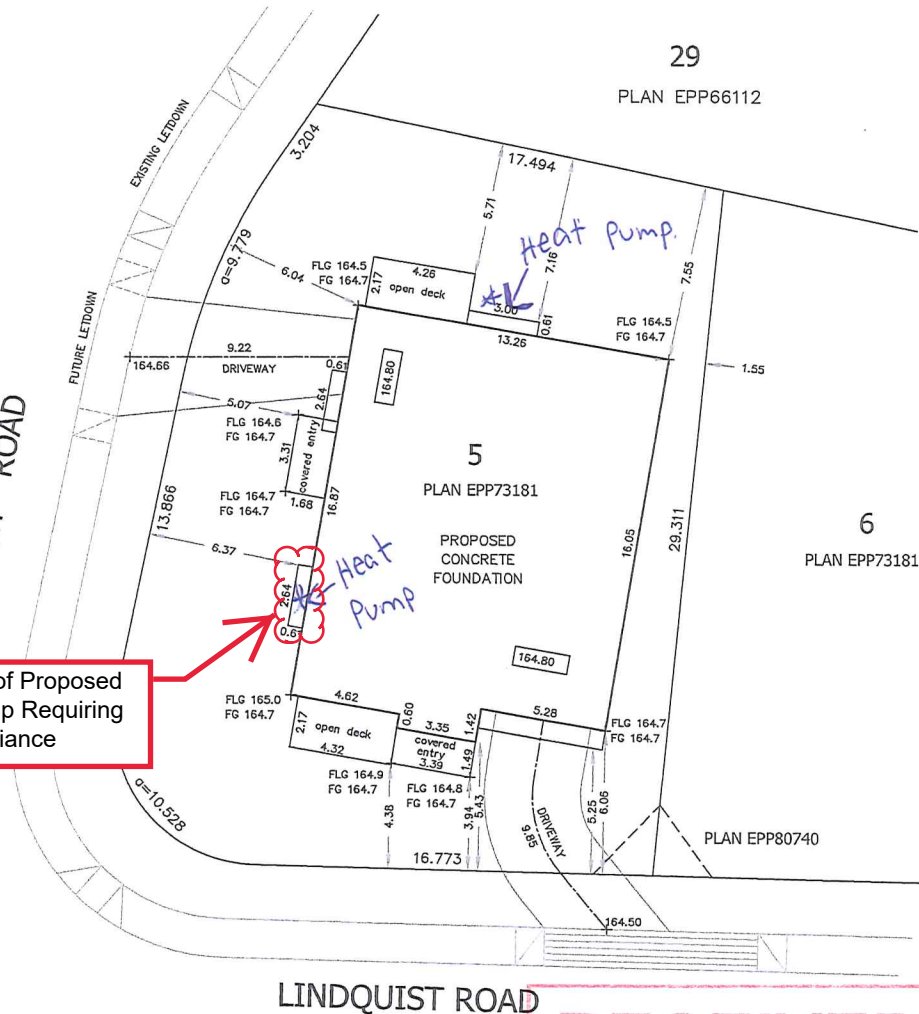 29
PLAN EPP66112
EXISTING LETDOWN
3.204
17.494
5.71
Heat Pump.
7.16
7.55
a=9.779
6.04
FLG 164.5
FG 164.7
4.26
2.17
open deck
3.00
0.61
13.26
FLG 164.5
FG 164.7
1.55
FUTURE LETDOWN
9.22
164.66
DRIVEWAY
0.61
164.80
2.64
5.07
FLG 164.6
FG 164.7
3.31
covered entry
ROAD
5
PLAN EPP73181
FLG 164.7
FG 164.7
1.68
16.87
13.866
6.37
PROPOSED
CONCRETE
FOUNDATION
16.05
29.311
6
PLAN EPP73181
Heat
Pump
2.64
0.6
164.80
of Proposed
p Requiring
iance
FLG 165.0
FG 164.7
4.62
2.17
open deck
4.32
0.60
3.35
covered
entry
3.39
1.42
1.49
5.28
FLG 164.7
FG 164.7
FLG 164.9
FG 164.7
FLG 164.8
FG 164.7
4.38
3.94
5.43
DRIVEWAY
9.85
5.25
6.06
a=10.528
16.773
PLAN EPP80740
164.50
LINDQUIST ROAD